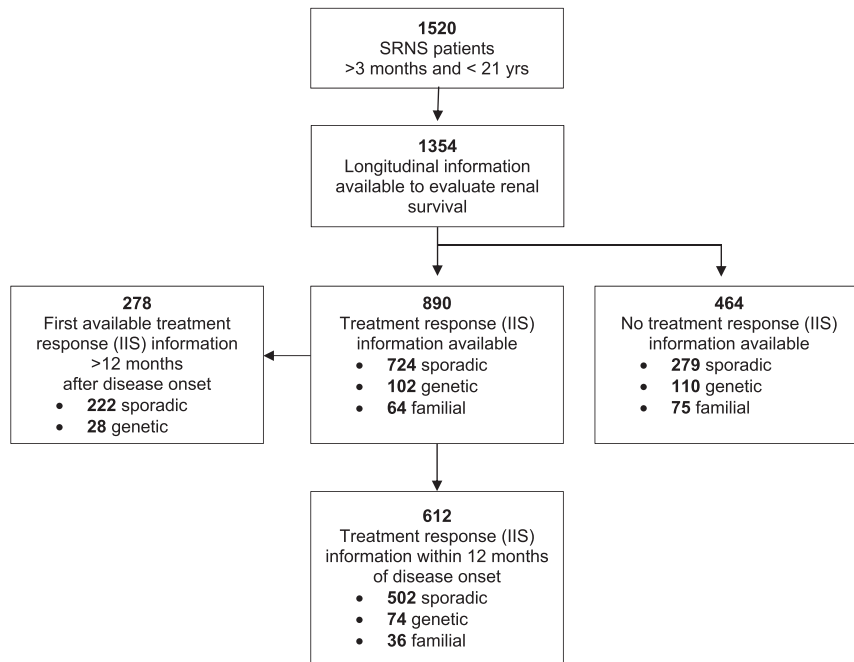 1520
SRNS patients
>3 months and < 21 yrs
1354
Longitudinal information
available to evaluate renal
survival
278
First available treatment
response (IIS) information
>12 months
after disease onset
• 222 sporadic
• 28 genetic
890
Treatment response (IIS)
information available
• 724 sporadic
• 102 genetic
• 64 familial
464
No treatment response (IIS)
information available
• 279 sporadic
• 110 genetic
• 75 familial
612
Treatment response (IIS)
information within 12 months
of disease onset
• 502 sporadic
• 74 genetic
• 36 familial